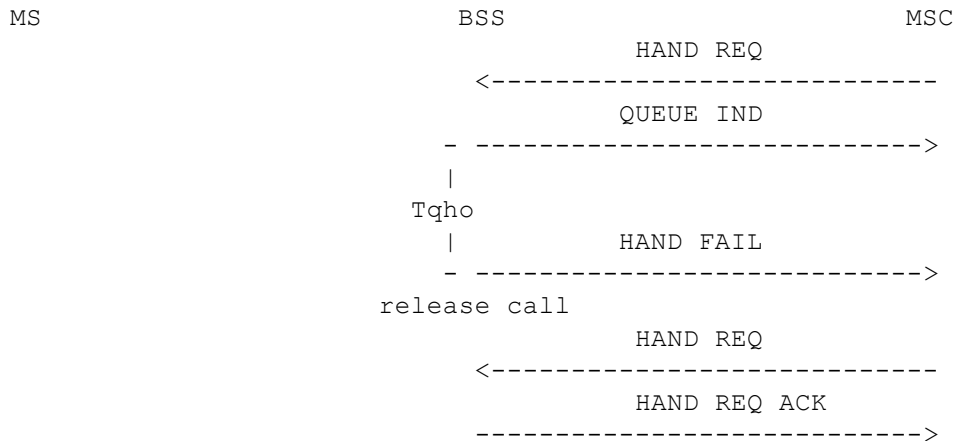 MS BSS MSC
HAND REQ
<----------------------------
QUEUE IND
- ---------------------------->
|
Tqho
| HAND FAIL
- ---------------------------->
release call
HAND REQ
<----------------------------
HAND REQ ACK
---------------------------->